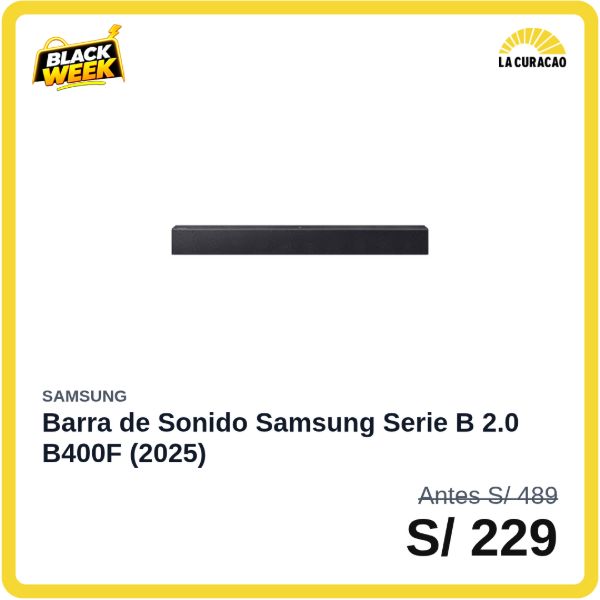 BLACK
WEEK
LA CURACAO
SAMSUNG
Barra de Sonido Samsung Serie B 2.0
B400F (2025)
Antes S/ 489
S/ 229